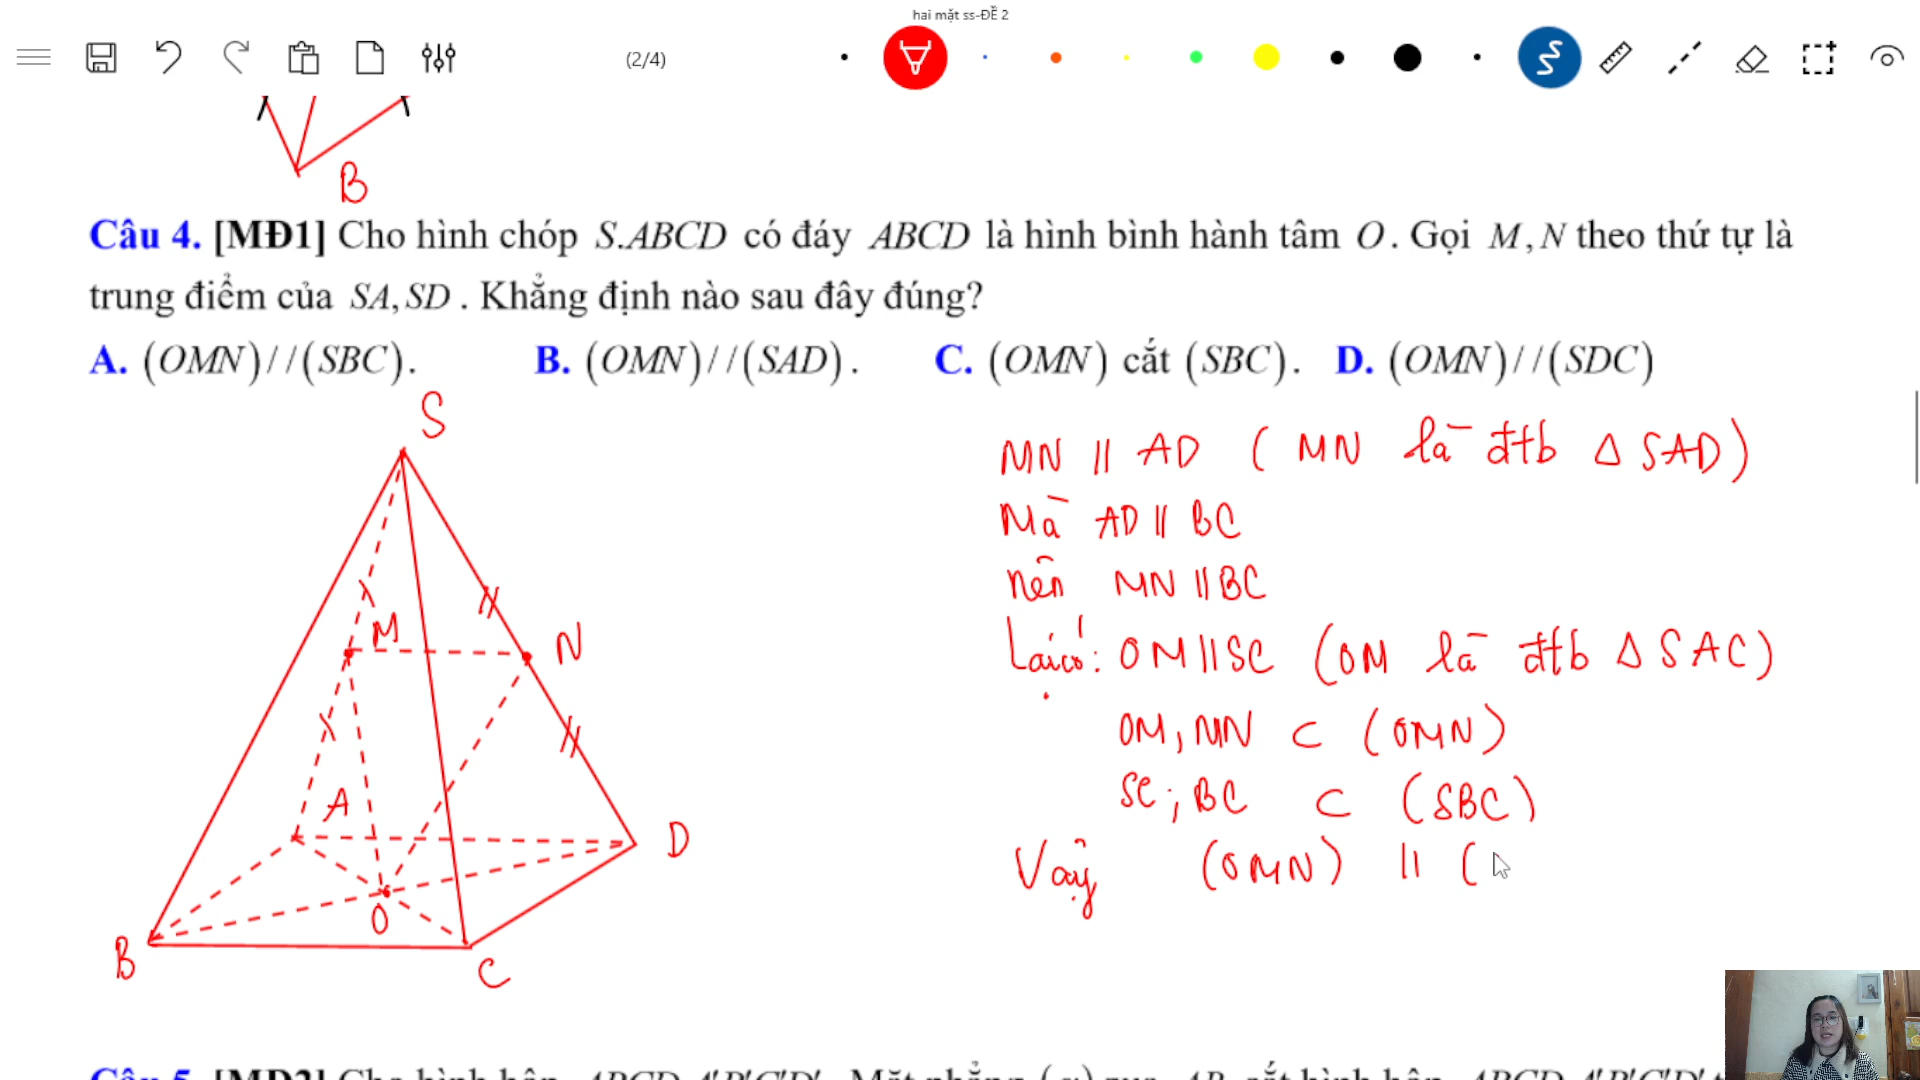 hai mặt ss-ĐỀ 2
(2/4)
B
Câu 4. [MĐ1] Cho hình chóp S.ABCD có đáy ABCD là hình bình hành tâm O. Gọi M, N theo thứ tự là
trung điểm của SA, SD. Khẳng định nào sau đây đúng?
A. (OMN)//(SBC). B. (OMN)//(SAD). C. (OMN) cắt (SBC). D. (OMN)//(SDC)
S
M
N
A
D
O
B
C
MN // AD ( MN là đtb Δ SAD)
Mà AD // BC
nên MN // BC
Lại có: OM // SC (OM là đtb Δ SAC)
OM, MN ⊂ (OMN)
SC; BC ⊂ (SBC)
Vậy (OMN) // (